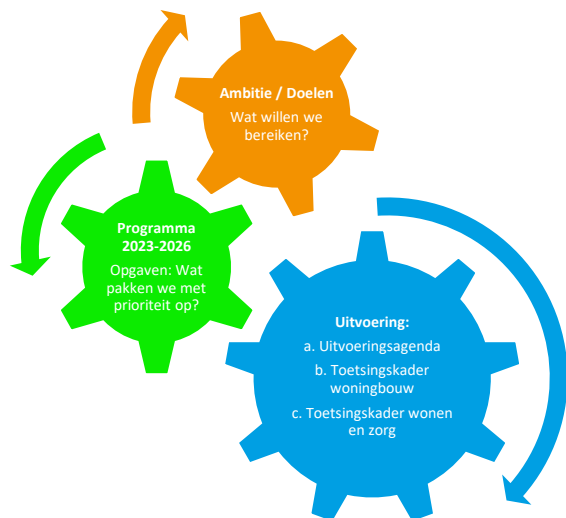 Ambitie / Doelen
Wat willen we
bereiken?
Programma
2023-2026
Opgaven: Wat
pakken we met
prioriteit op?
Uitvoering:
a. Uitvoeringsagenda
b. Toetsingskader
woningbouw
c. Toetsingskader wonen
en zorg